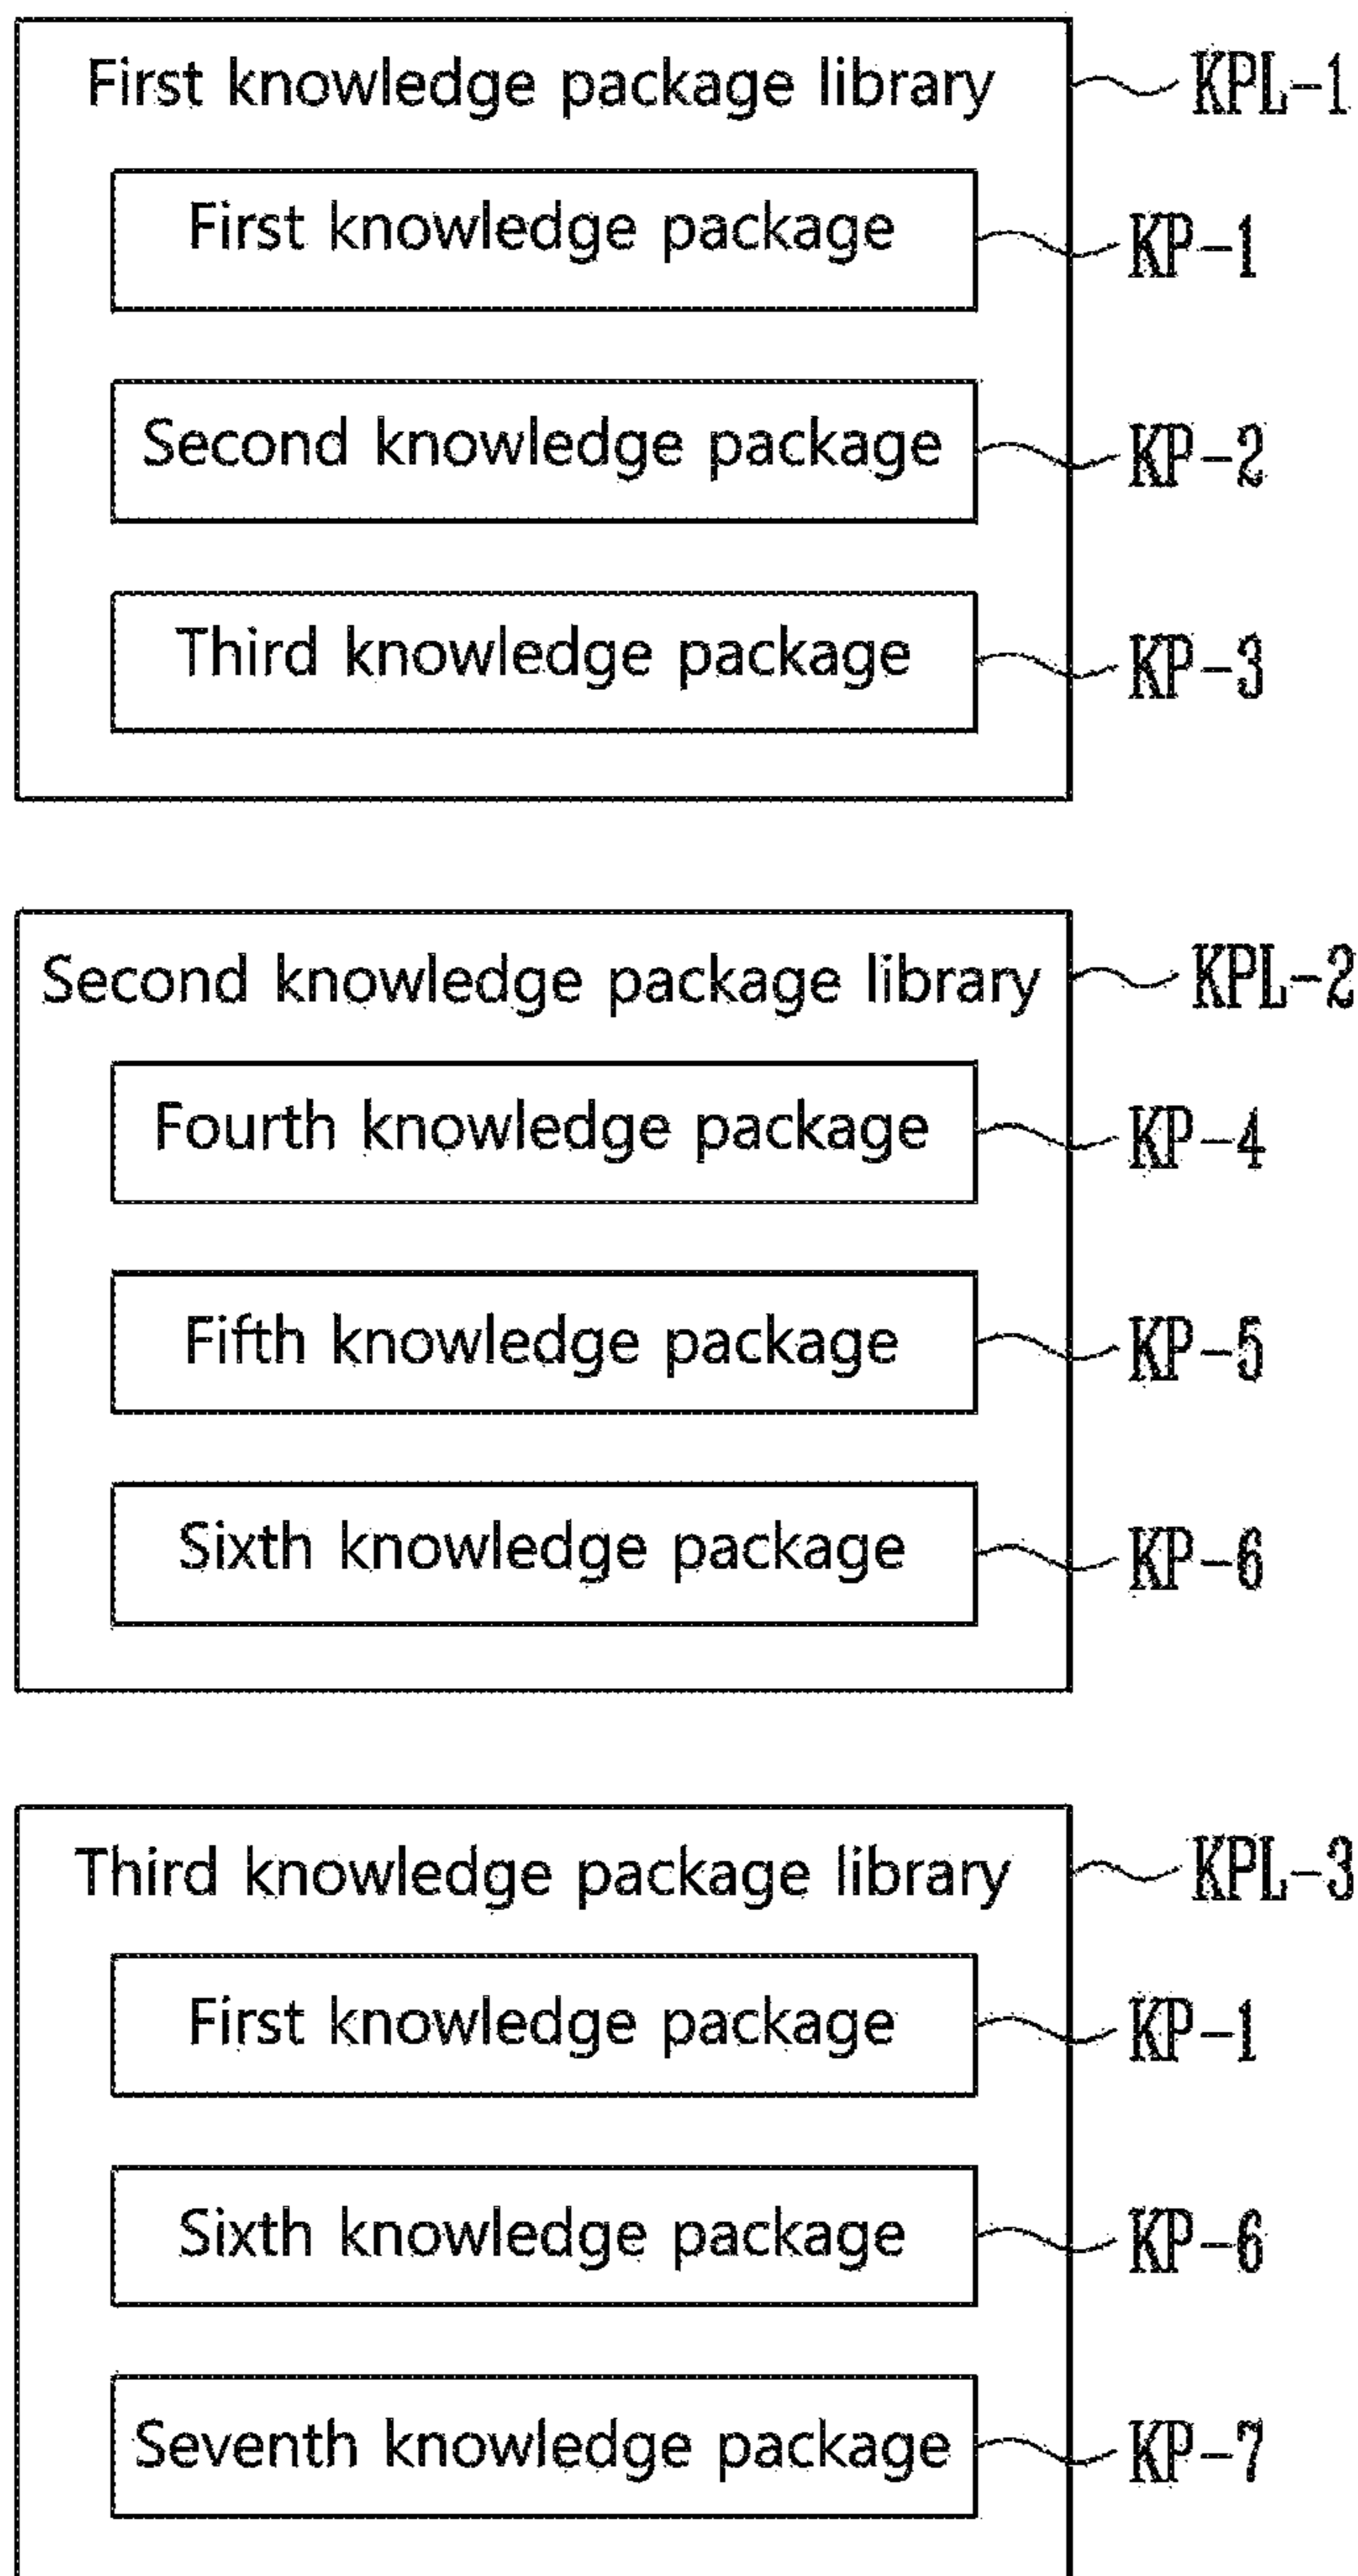 First knowledge package library KPL-1
First knowledge package KP-1
Second knowledge package KP-2
Third knowledge package KP-3
Second knowledge package library KPL-2
Fourth knowledge package KP-4
Fifth knowledge package KP-5
Sixth knowledge package KP-6
Third knowledge package library KPL-3
First knowledge package KP-1
Sixth knowledge package KP-6
Seventh knowledge package KP-7